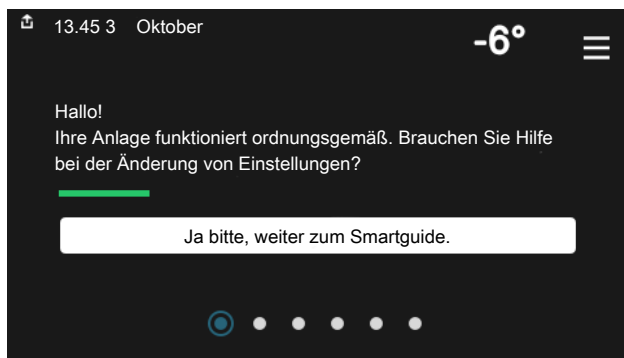 13.45 3 Oktober
-6°
Hallo!
Ihre Anlage funktioniert ordnungsgemäß. Brauchen Sie Hilfe
bei der Änderung von Einstellungen?
Ja bitte, weiter zum Smartguide.